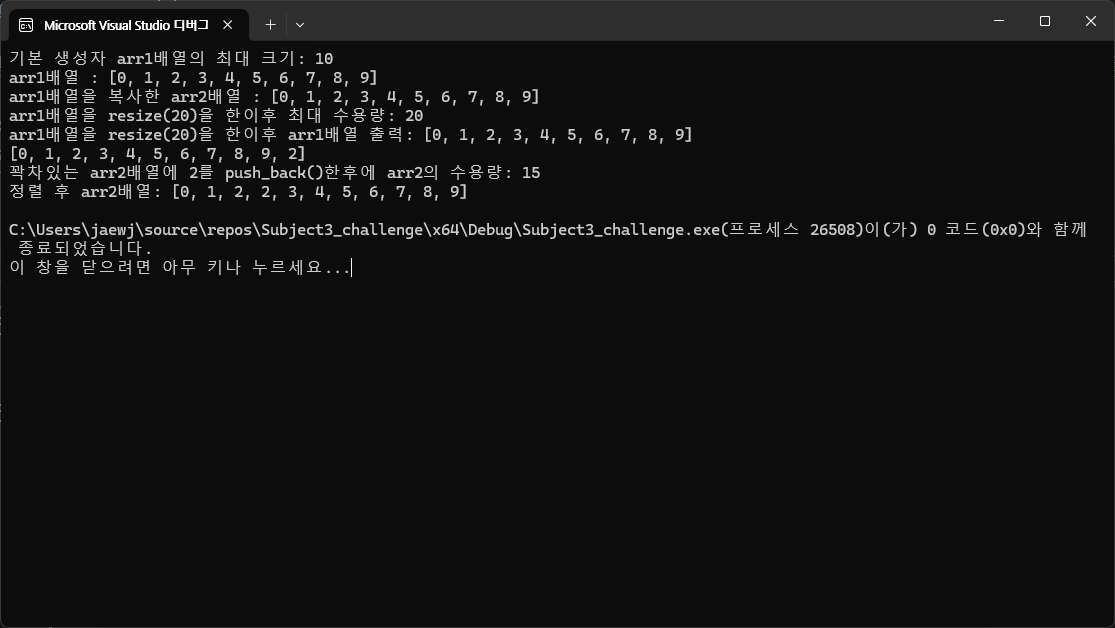 Microsoft Visual Studio 디버그
기본 생성자 arr1배열의 최대 크기: 10
arr1배열 : [0, 1, 2, 3, 4, 5, 6, 7, 8, 9]
arr1배열을 복사한 arr2배열 : [0, 1, 2, 3, 4, 5, 6, 7, 8, 9]
arr1배열을 resize(20)을 한이후 최대 수용량: 20
arr1배열을 resize(20)을 한이후 arr1배열 출력: [0, 1, 2, 3, 4, 5, 6, 7, 8, 9]
[0, 1, 2, 3, 4, 5, 6, 7, 8, 9, 2]
꽉차있는 arr2배열에 2를 push_back()한후에 arr2의 수용량: 15
정렬 후 arr2배열: [0, 1, 2, 2, 3, 4, 5, 6, 7, 8, 9]
C:\Users\jaewj\source\repos\Subject3_challenge\x64\Debug\Subject3_challenge.exe(프로세스 26508)이(가) 0 코드(0x0)와 함께
종료되었습니다.
이 창을 닫으려면 아무 키나 누르세요...